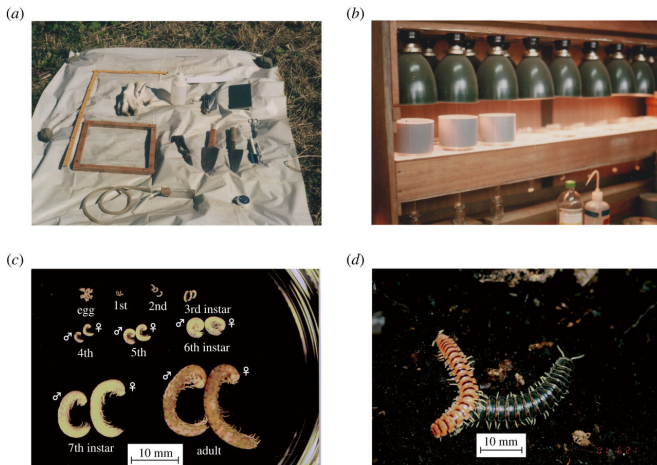 (a)
(b)
(c)
egg
1st
2nd
3rd instar
♂ ♀
4th
♂ ♀
5th
♂ ♀
6th instar
♂ ♀
7th instar
♂ ♀
adult
10 mm
(d)
10 mm